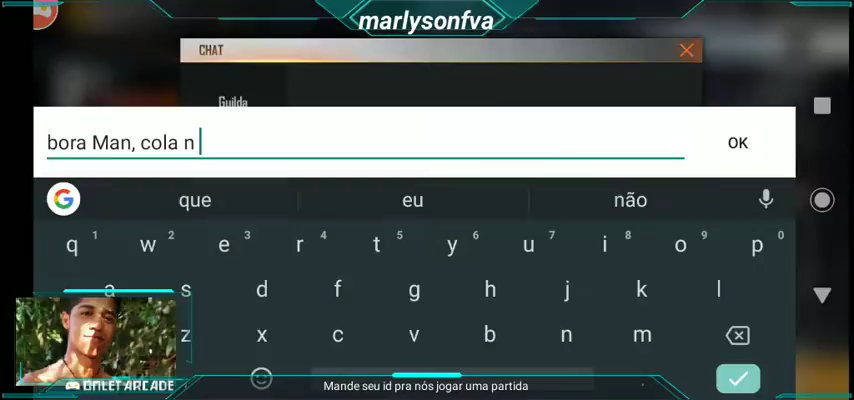 marlysonfva
CHAT
Guilda
bora Man, cola n
OK
G que eu não
q 1 w 2 e 3 r 4 t 5 y 6 u 7 i 8 o 9 p 0
a s d f g h j k l
z x c v b n m
ARCADE
Mande seu id pra nós jogar uma partida